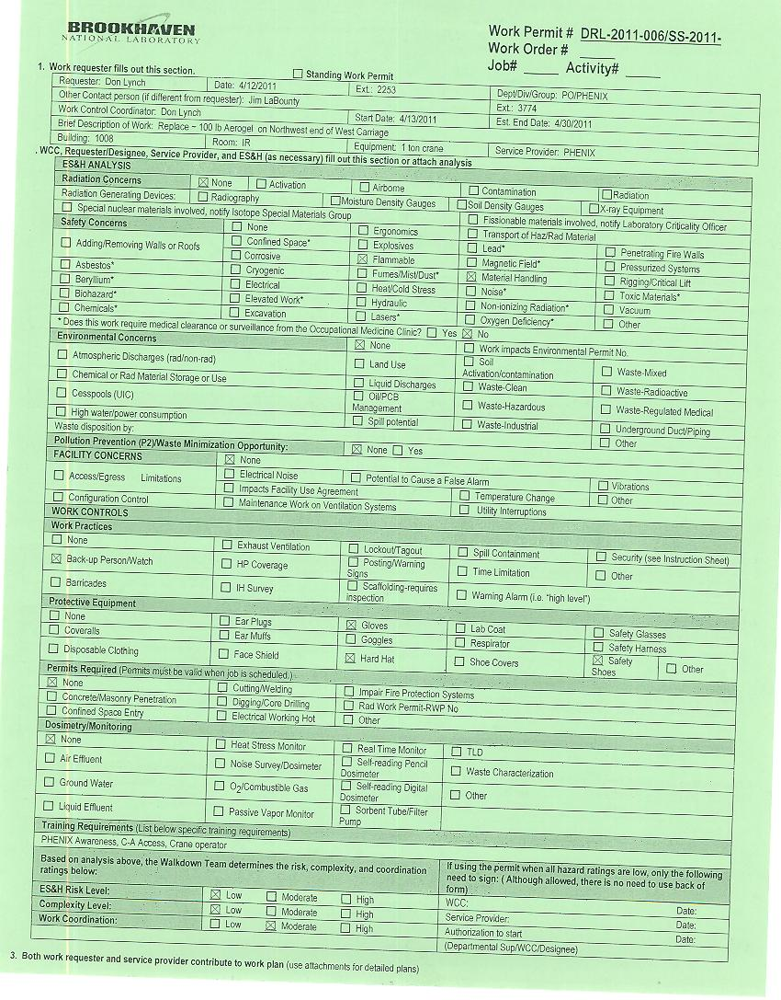 BROOKHAVEN
NATIONAL LABORATORY
Work Permit # DRL-2011-006/SS-2011-
Work Order # ____
Job# ____ Activity# ____
1. Work requester fills out this section. ☐ Standing Work Permit
Requester: Don Lynch Date: 4/12/2011 Ext.: 2253 Dept/Div/Group: PO/PHENIX
Other Contact person (if different from requester): Jim LaBounty Ext.: 3774
Work Control Coordinator: Don Lynch Start Date: 4/13/2011 Est. End Date: 4/30/2011
Brief Description of Work: Replace ~ 100 lb Aerogel on Northwest end of West Carriage
Building: 1008 Room: IR Equipment: 1 ton crane Service Provider: PHENIX
. WCC, Requester/Designee, Service Provider, and ES&H (as necessary) fill out this section or attach analysis
ES&H ANALYSIS
Radiation Concerns ☒ None ☐ Activation ☐ Airborne ☐ Contamination ☐ Radiation
Radiation Generating Devices: ☐ Radiography ☐ Moisture Density Gauges ☐ Soil Density Gauges ☐ X-ray Equipment
☐ Special nuclear materials involved, notify Isotope Special Materials Group ☐ Fissionable materials involved, notify Laboratory Criticality Officer
Safety Concerns ☐ None ☐ Ergonomics ☐ Transport of Haz/Rad Material
☐ Adding/Removing Walls or Roofs ☐ Confined Space* ☐ Explosives ☐ Lead* ☐ Penetrating Fire Walls
☐ Corrosive ☒ Flammable ☐ Magnetic Field* ☐ Pressurized Systems
☐ Asbestos* ☐ Cryogenic ☐ Fumes/Mist/Dust* ☒ Material Handling ☐ Rigging/Critical Lift
☐ Beryllium* ☐ Electrical ☐ Heat/Cold Stress ☐ Noise* ☐ Toxic Materials*
☐ Biohazard* ☐ Elevated Work* ☐ Hydraulic ☐ Non-ionizing Radiation* ☐ Vacuum
☐ Chemicals* ☐ Excavation ☐ Lasers* ☐ Oxygen Deficiency* ☐ Other
* Does this work require medical clearance or surveillance from the Occupational Medicine Clinic? ☐ Yes ☒ No
Environmental Concerns ☒ None ☐ Work impacts Environmental Permit No.
☐ Atmospheric Discharges (rad/non-rad) ☐ Land Use ☐ Soil Activation/contamination ☐ Waste-Mixed
☐ Chemical or Rad Material Storage or Use ☐ Liquid Discharges ☐ Waste-Clean ☐ Waste-Radioactive
☐ Cesspools (UIC) ☐ Oil/PCB Management ☐ Waste-Hazardous ☐ Waste-Regulated Medical
☐ High water/power consumption ☐ Spill potential ☐ Waste-Industrial ☐ Underground Duct/Piping
Waste disposition by: ☐ Other
Pollution Prevention (P2)/Waste Minimization Opportunity: ☒ None ☐ Yes
FACILITY CONCERNS ☒ None
☐ Access/Egress Limitations ☐ Electrical Noise ☐ Potential to Cause a False Alarm ☐ Vibrations
☐ Impacts Facility Use Agreement ☐ Temperature Change ☐ Other
☐ Configuration Control ☐ Maintenance Work on Ventilation Systems ☐ Utility Interruptions
WORK CONTROLS
Work Practices
☐ None ☐ Exhaust Ventilation ☐ Lockout/Tagout ☐ Spill Containment ☐ Security (see Instruction Sheet)
☒ Back-up Person/Watch ☐ HP Coverage ☐ Posting/Warning Signs ☐ Time Limitation ☐ Other
☐ Barricades ☐ IH Survey ☐ Scaffolding-requires inspection ☐ Warning Alarm (i.e. "high level")
Protective Equipment
☐ None ☐ Ear Plugs ☒ Gloves ☐ Lab Coat ☐ Safety Glasses
☐ Coveralls ☐ Ear Muffs ☐ Goggles ☐ Respirator ☐ Safety Harness
☐ Disposable Clothing ☐ Face Shield ☒ Hard Hat ☐ Shoe Covers ☒ Safety Shoes ☐ Other
Permits Required (Permits must be valid when job is scheduled.)
☒ None ☐ Cutting/Welding ☐ Impair Fire Protection Systems
☐ Concrete/Masonry Penetration ☐ Digging/Core Drilling ☐ Rad Work Permit-RWP No
☐ Confined Space Entry ☐ Electrical Working Hot ☐ Other
Dosimetry/Monitoring
☒ None ☐ Heat Stress Monitor ☐ Real Time Monitor ☐ TLD
☐ Air Effluent ☐ Noise Survey/Dosimeter ☐ Self-reading Pencil Dosimeter ☐ Waste Characterization
☐ Ground Water ☐ O2/Combustible Gas ☐ Self-reading Digital Dosimeter ☐ Other
☐ Liquid Effluent ☐ Passive Vapor Monitor ☐ Sorbent Tube/Filter Pump
Training Requirements (List below specific training requirements)
PHENIX Awareness, C-A Access, Crane operator
Based on analysis above, the Walkdown Team determines the risk, complexity, and coordination ratings below:
If using the permit when all hazard ratings are low, only the following need to sign: ( Although allowed, there is no need to use back of form)
ES&H Risk Level: ☒ Low ☐ Moderate ☐ High WCC: Date:
Complexity Level: ☒ Low ☐ Moderate ☐ High Service Provider: Date:
Work Coordination: ☐ Low ☒ Moderate ☐ High Authorization to start Date:
(Departmental Sup/WCC/Designee)
3. Both work requester and service provider contribute to work plan (use attachments for detailed plans)